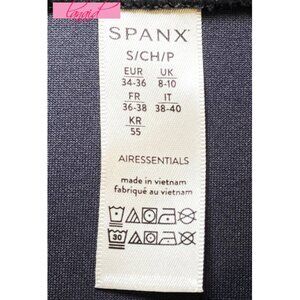 SPANX
S/CH/P
EUR UK
34-36 8-10
FR IT
36-38 38-40
KR
55
AIRESSENTIALS
made in vietnam
fabriqué au vietnam
30